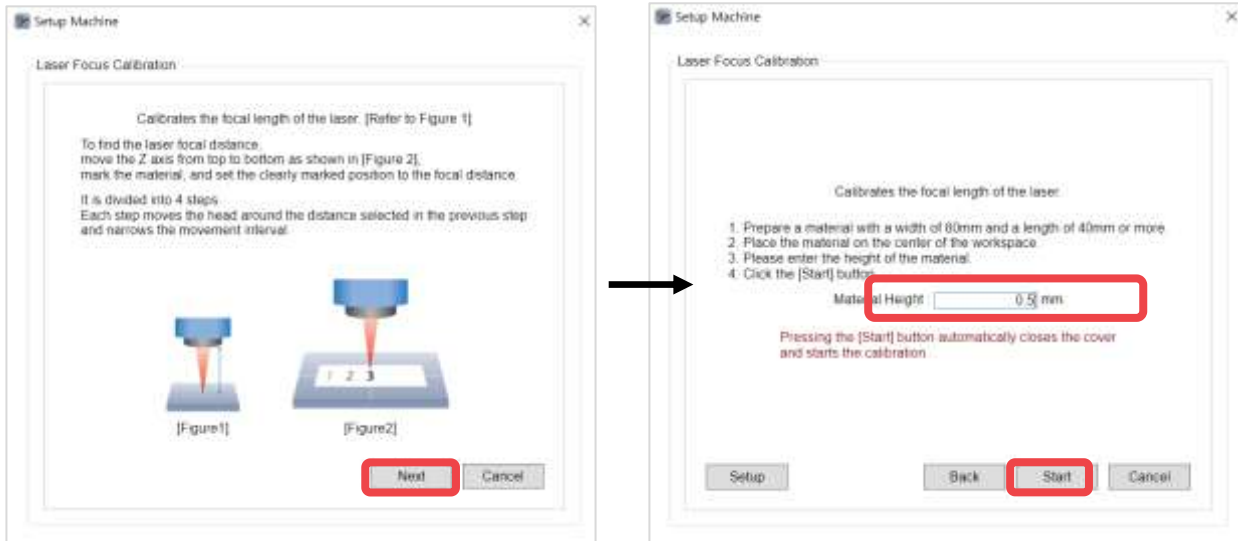 Setup Machine
Laser Focus Calibration
Calibrates the focal length of the laser. [Refer to Figure 1]
To find the laser focal distance,
move the Z axis from top to bottom as shown in [Figure 2],
mark the material, and set the clearly marked position to the focal distance.
It is divided into 4 steps.
Each step moves the head around the distance selected in the previous step
and narrows the movement interval.
1 2 3
[Figure1]
[Figure2]
Next
Cancel
Setup Machine
Laser Focus Calibration
Calibrates the focal length of the laser.
1. Prepare a material with a width of 80mm and a length of 40mm or more.
2. Place the material on the center of the workspace.
3. Please enter the height of the material.
4. Click the [Start] button.
Material Height : 0.5 mm
Pressing the [Start] button automatically closes the cover
and starts the calibration.
Setup
Back
Start
Cancel